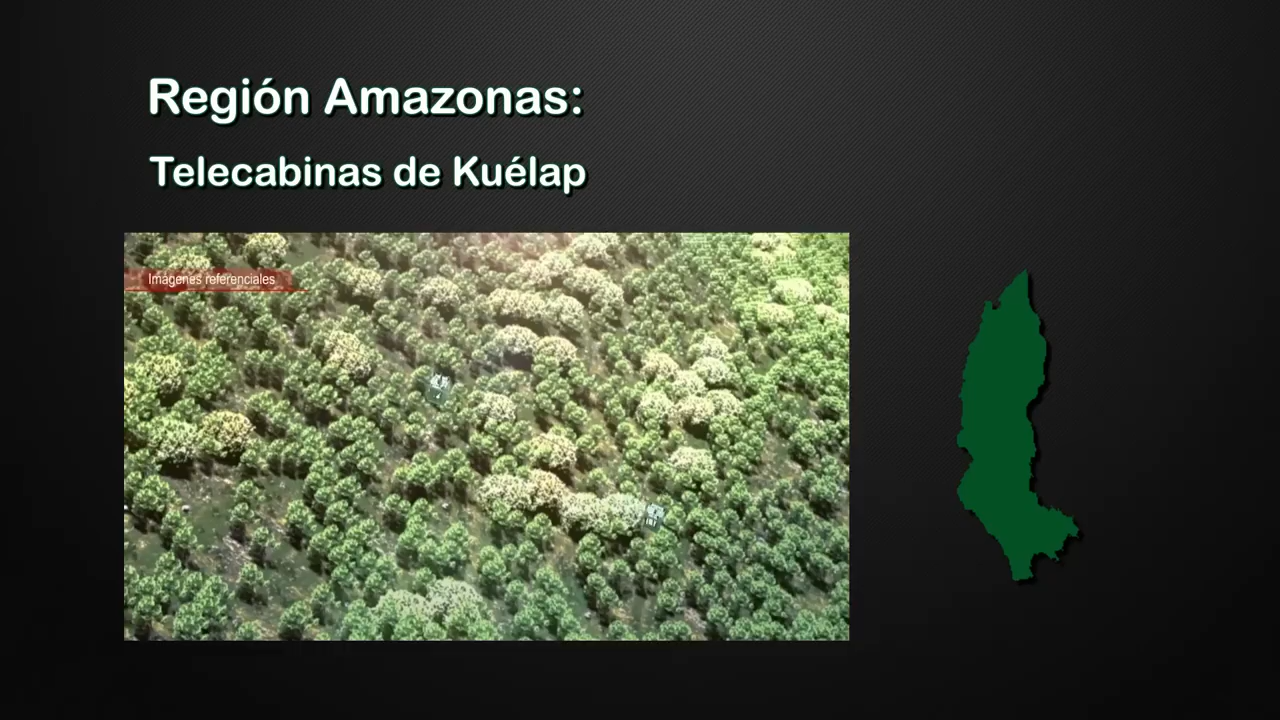 Región Amazonas:
Telecabinas de Kuélap
Imágenes referenciales